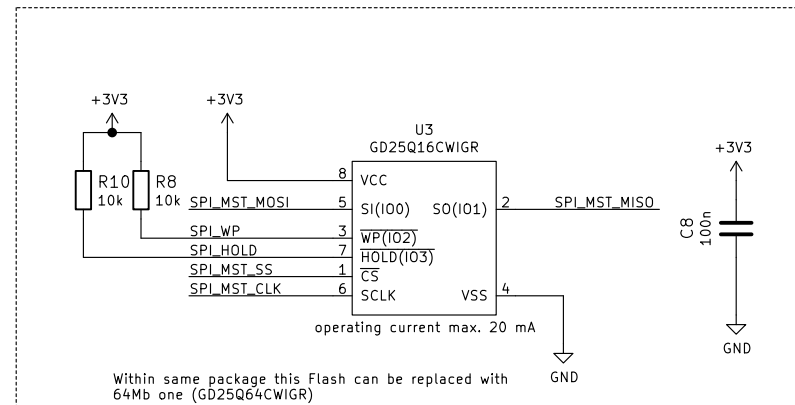 +3V3
+3V3
U3
GD25Q16CWIGR
+3V3
R10
10k
R8
10k
8
VCC
SPI_MST_MOSI
5
SI(IO0)
SO(IO1)
2
SPI_MST_MISO
SPI_WP
3
WP(IO2)
SPI_HOLD
7
HOLD(IO3)
SPI_MST_SS
1
CS
SPI_MST_CLK
6
SCLK
VSS
4
C8
100n
operating current max. 20 mA
GND
GND
Within same package this Flash can be replaced with
64Mb one (GD25Q64CWIGR)